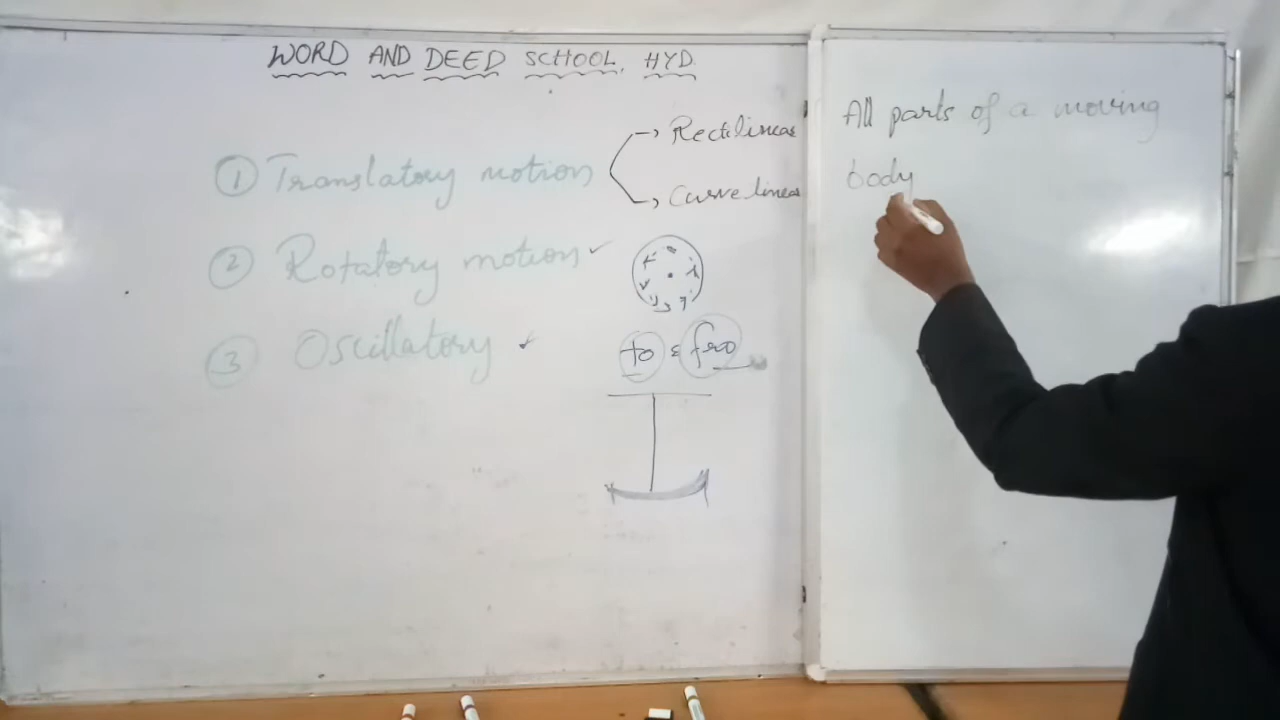 WORD AND DEED SCHOOL, HYD.
1 Translatory motion
→ Rectilinear
→ Curvelinear
2 Rotatory motion ✓
3 Oscillatory ✓
to & fro
All parts of a moving
body